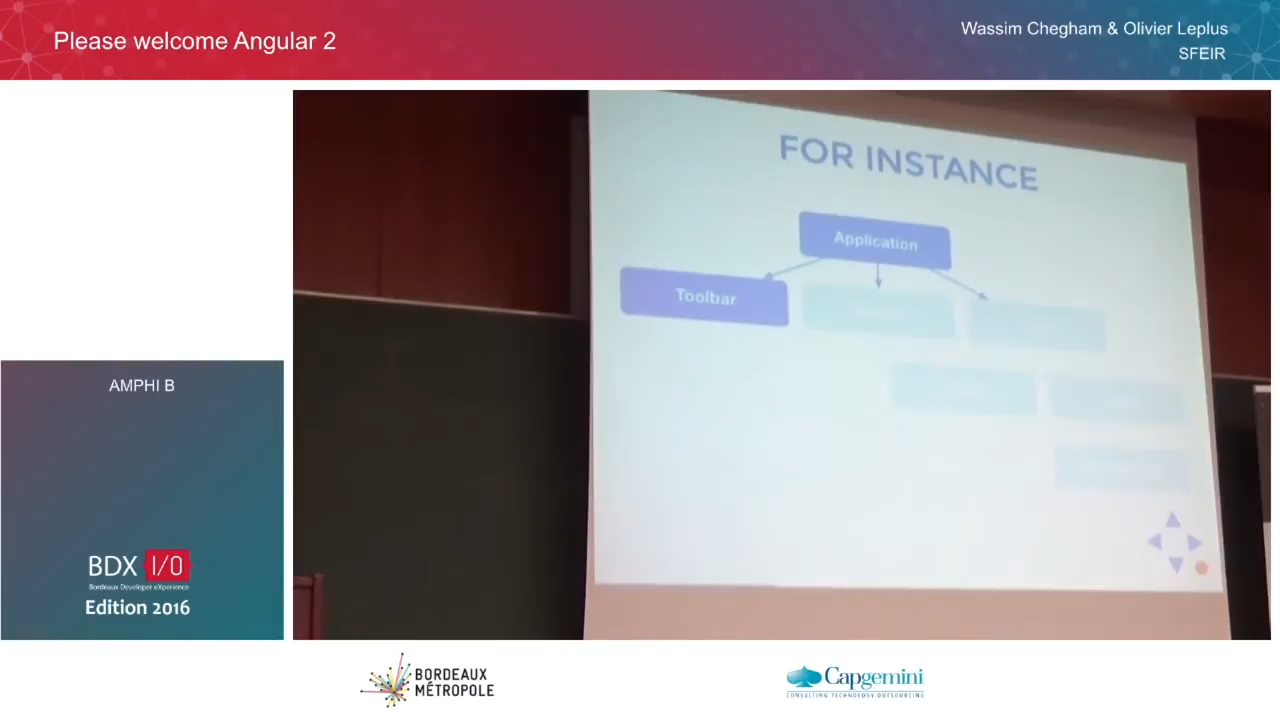 Please welcome Angular 2
Wassim Chegham & Olivier Leplus
SFEIR
FOR INSTANCE
Application
Toolbar
AMPHI B
BDX I/O
Bordeaux Developer eXperience
Edition 2016
BORDEAUX
MÉTROPOLE
Capgemini
CONSULTING.TECHNOLOGY.OUTSOURCING